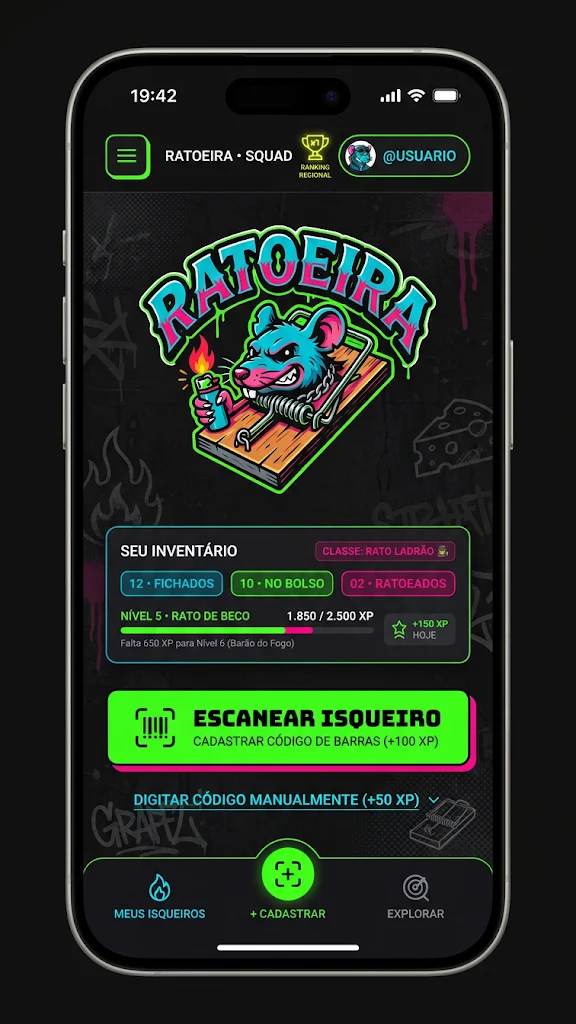 19:42
RATOEIRA • SQUAD
RANKING
REGIONAL
@USUARIO
RATOEIRA
SEU INVENTÁRIO
CLASSE: RATO LADRÃO
12 • FICHADOS
10 • NO BOLSO
02 • RATOEADOS
NÍVEL 5 • RATO DE BECO
1.850 / 2.500 XP
+150 XP
HOJE
Falta 650 XP para Nível 6 (Barão do Fogo)
ESCANEAR ISQUEIRO
CADASTRAR CÓDIGO DE BARRAS (+100 XP)
DIGITAR CÓDIGO MANUALMENTE (+50 XP)
MEUS ISQUEIROS
+ CADASTRAR
EXPLORAR